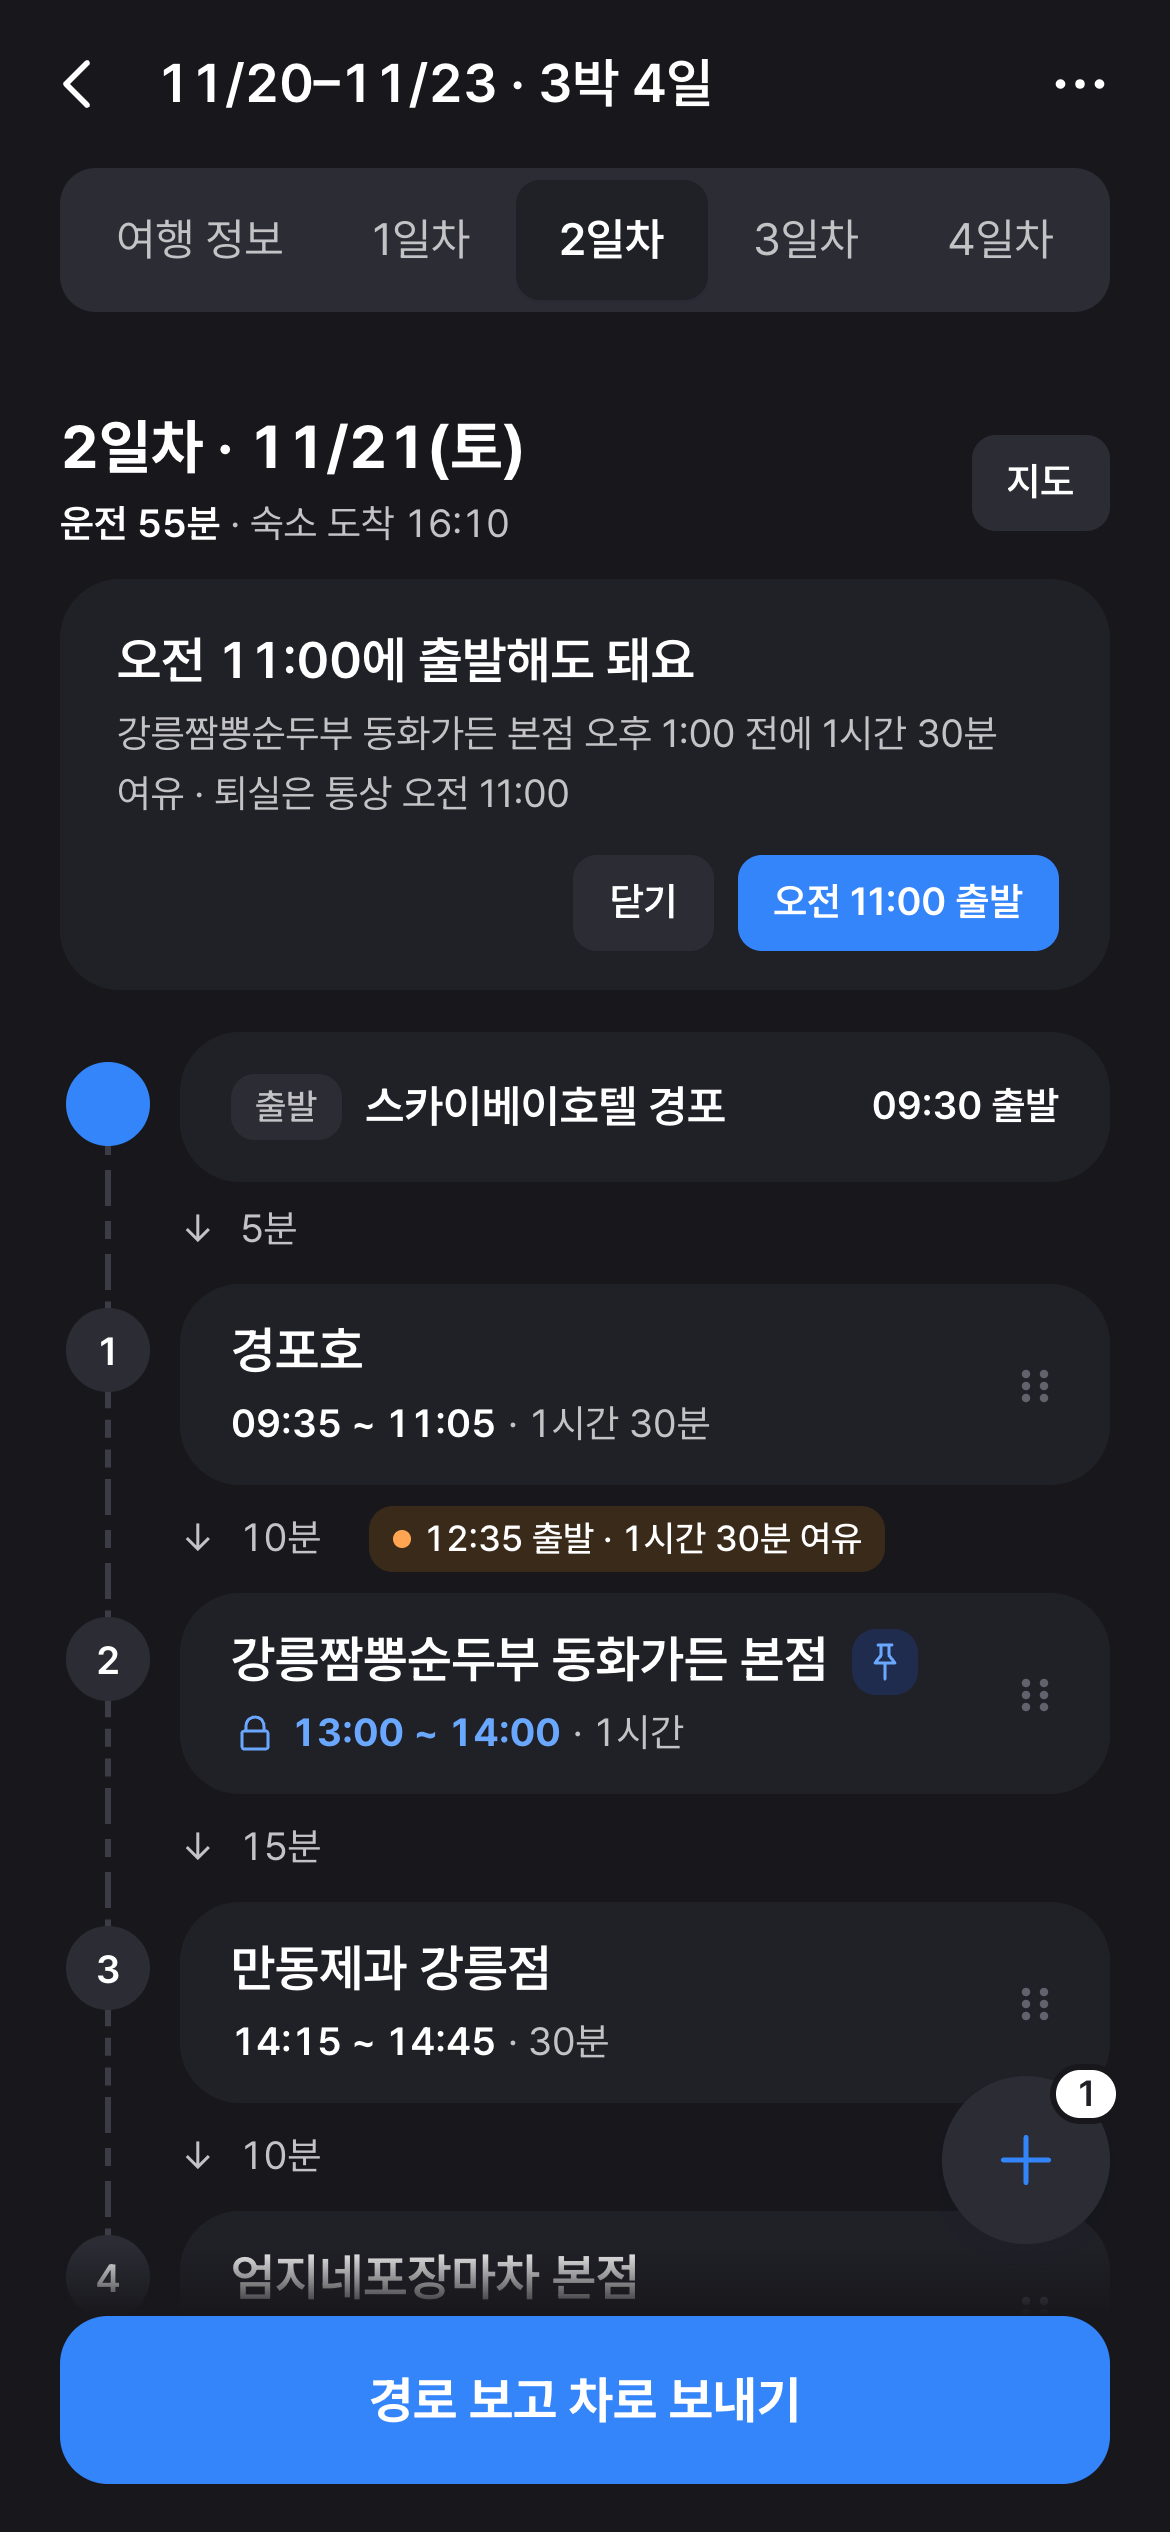 11/20–11/23 · 3박 4일
여행 정보 1일차 2일차 3일차 4일차
2일차 · 11/21(토)
운전 55분 · 숙소 도착 16:10
지도
오전 11:00에 출발해도 돼요
강릉짬뽕순두부 동화가든 본점 오후 1:00 전에 1시간 30분
여유 · 퇴실은 통상 오전 11:00
닫기 오전 11:00 출발
출발 스카이베이호텔 경포 09:30 출발
5분
1 경포호
09:35 ~ 11:05 · 1시간 30분
10분 12:35 출발 · 1시간 30분 여유
2 강릉짬뽕순두부 동화가든 본점
13:00 ~ 14:00 · 1시간
15분
3 만동제과 강릉점
14:15 ~ 14:45 · 30분
1
10분
4 엄지네포장마차 본점
경로 보고 차로 보내기